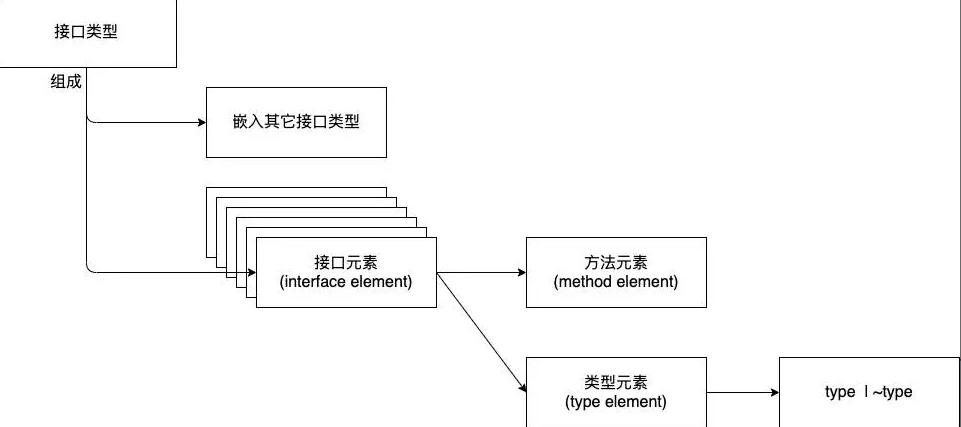 接口类型
组成
嵌入其它接口类型
接口元素
(interface element)
方法元素
(method element)
类型元素
(type element)
type | ~type